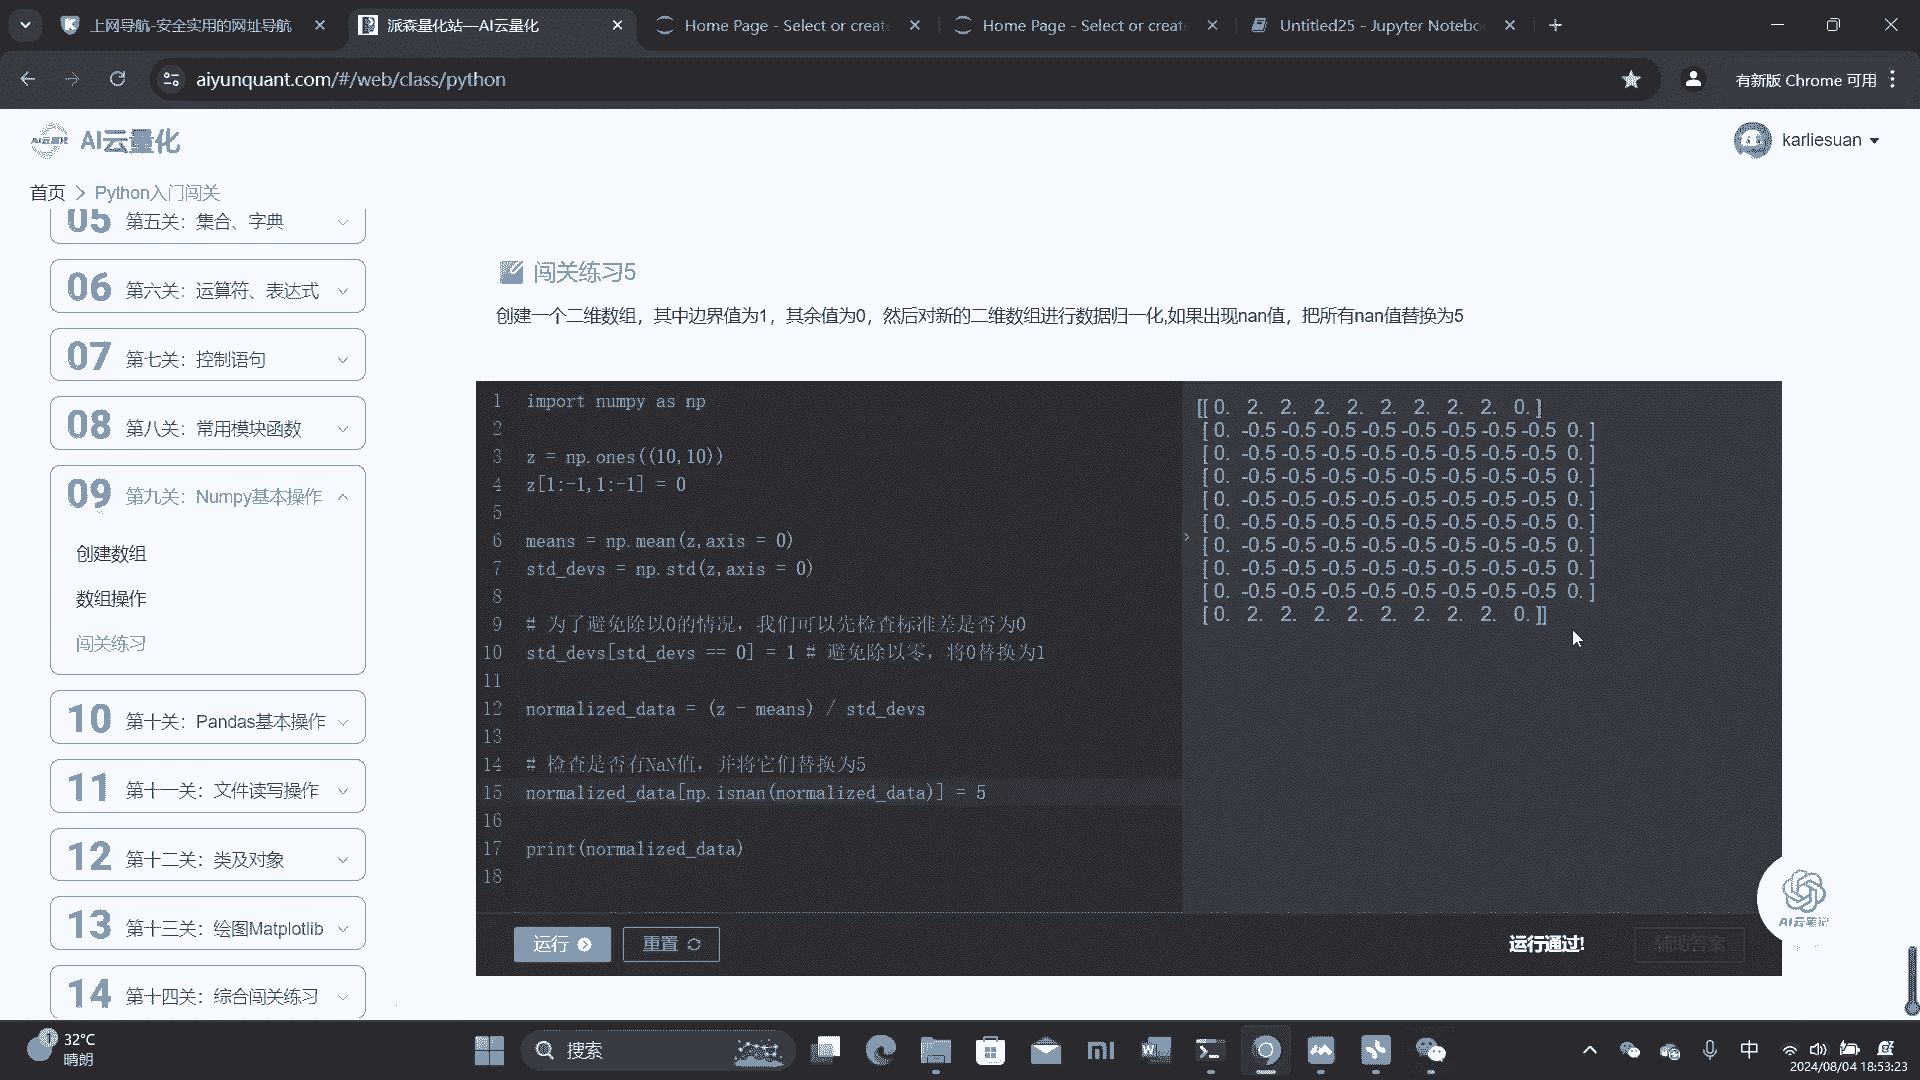 上网导航-安全实用的网址导航
派森量化站—AI云量化
Home Page - Select or create
Home Page - Select or create
Untitled25 - Jupyter Notebo
aiyunquant.com/#/web/class/python
有新版 Chrome 可用
AI云量化
karliesuan
首页 > Python入门闯关
05 第五关：集合、字典
06 第六关：运算符、表达式
07 第七关：控制语句
08 第八关：常用模块函数
09 第九关：Numpy基本操作
创建数组
数组操作
闯关练习
10 第十关：Pandas基本操作
11 第十一关：文件读写操作
12 第十二关：类及对象
13 第十三关：绘图Matplotlib
14 第十四关：综合闯关练习
闯关练习5
创建一个二维数组，其中边界值为1，其余值为0，然后对新的二维数组进行数据归一化,如果出现nan值，把所有nan值替换为5
1 import numpy as np
2
3 z = np.ones((10,10))
4 z[1:-1,1:-1] = 0
5
6 means = np.mean(z,axis = 0)
7 std_devs = np.std(z,axis = 0)
8
9 # 为了避免除以0的情况，我们可以先检查标准差是否为0
10 std_devs[std_devs == 0] = 1 # 避免除以零，将0替换为1
11
12 normalized_data = (z - means) / std_devs
13
14 # 检查是否有NaN值，并将它们替换为5
15 normalized_data[np.isnan(normalized_data)] = 5
16
17 print(normalized_data)
18
[[ 0. 2. 2. 2. 2. 2. 2. 2. 2. 0. ]
[ 0. -0.5 -0.5 -0.5 -0.5 -0.5 -0.5 -0.5 -0.5 0. ]
[ 0. -0.5 -0.5 -0.5 -0.5 -0.5 -0.5 -0.5 -0.5 0. ]
[ 0. -0.5 -0.5 -0.5 -0.5 -0.5 -0.5 -0.5 -0.5 0. ]
[ 0. -0.5 -0.5 -0.5 -0.5 -0.5 -0.5 -0.5 -0.5 0. ]
[ 0. -0.5 -0.5 -0.5 -0.5 -0.5 -0.5 -0.5 -0.5 0. ]
[ 0. -0.5 -0.5 -0.5 -0.5 -0.5 -0.5 -0.5 -0.5 0. ]
[ 0. -0.5 -0.5 -0.5 -0.5 -0.5 -0.5 -0.5 -0.5 0. ]
[ 0. -0.5 -0.5 -0.5 -0.5 -0.5 -0.5 -0.5 -0.5 0. ]
[ 0. 2. 2. 2. 2. 2. 2. 2. 2. 0. ]]
运行
重置
运行通过!
辅助答案
32°C
晴朗
搜索
中
2024/08/04 18:53:23